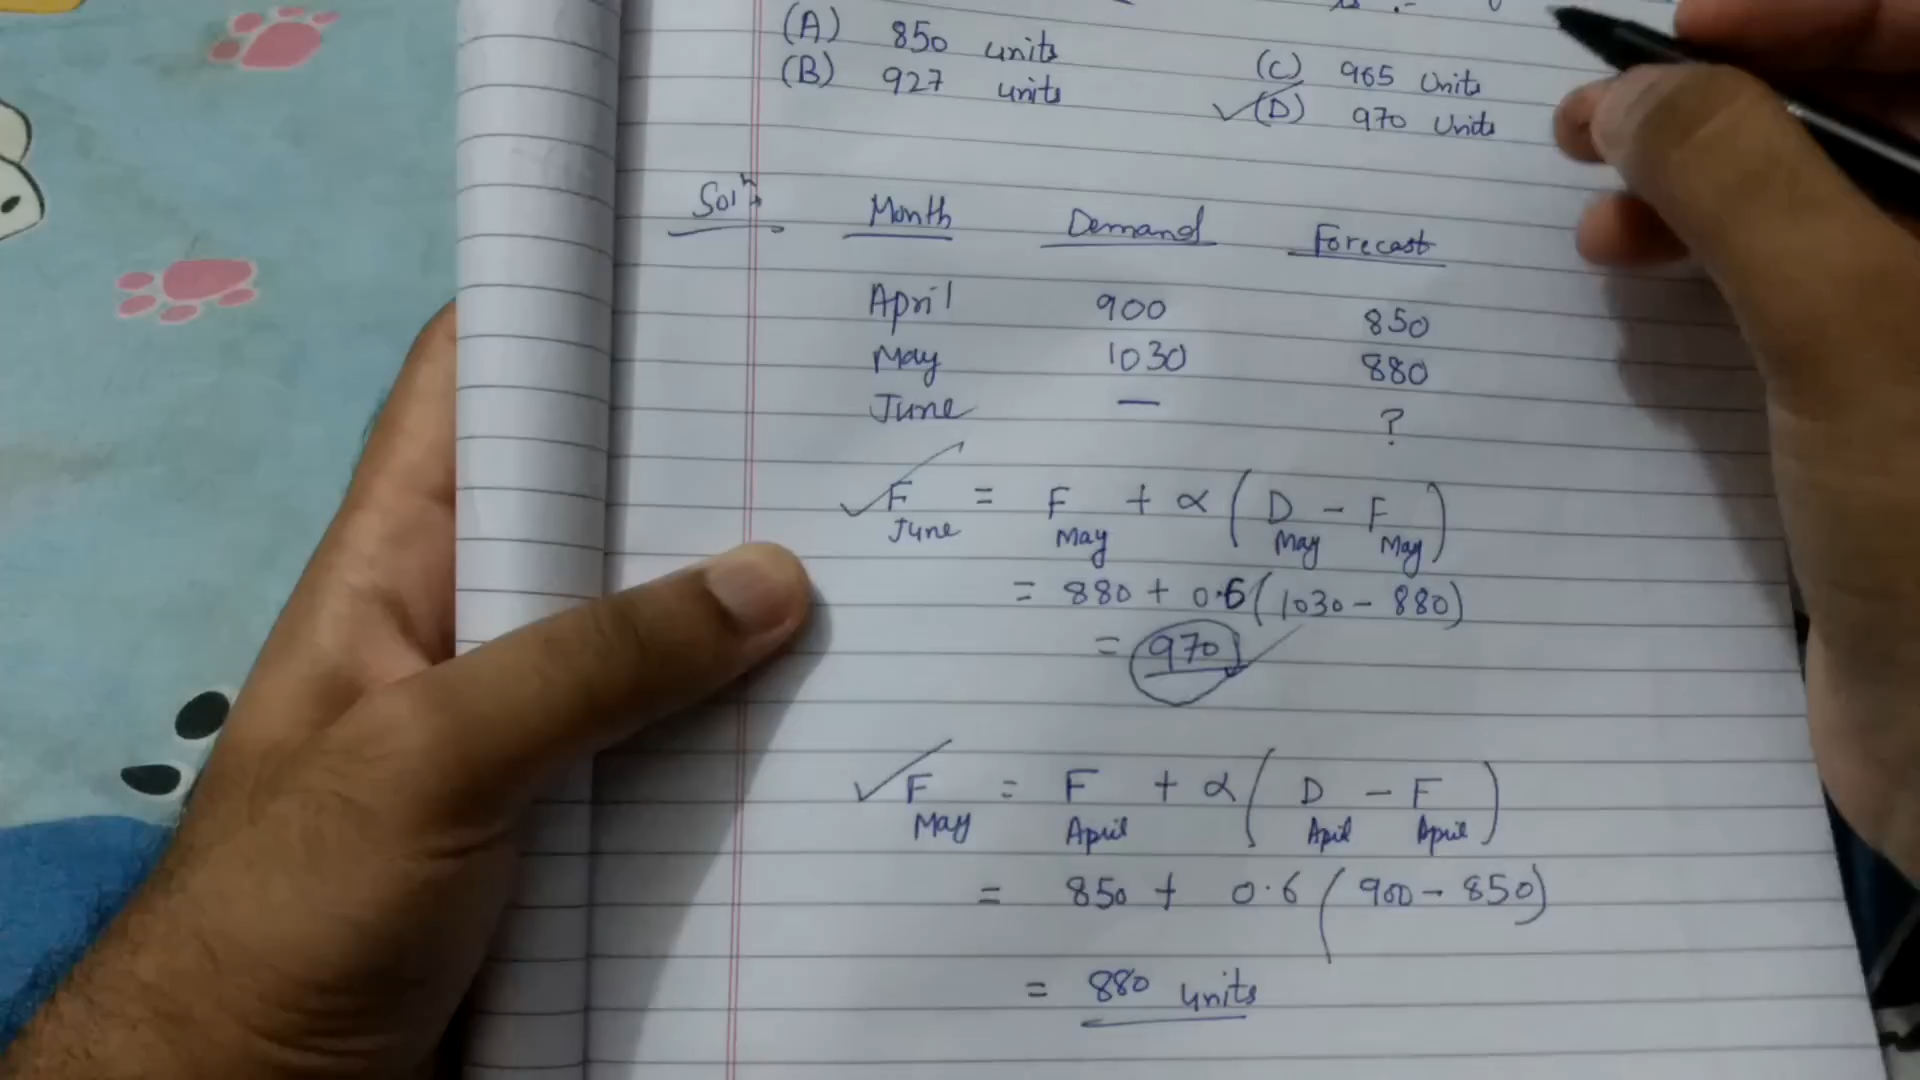 (A) 850 units
(B) 927 units
(C) 965 Units
(D) 970 Units
Solⁿ
Month Demand Forecast
April 900 850
May 1030 880
June — ?
F = F + α ( D - F )
June May May May
= 880 + 0.6 ( 1030 - 880 )
= 970
F = F + α ( D - F )
May April April April
= 850 + 0.6 ( 900 - 850 )
= 880 units